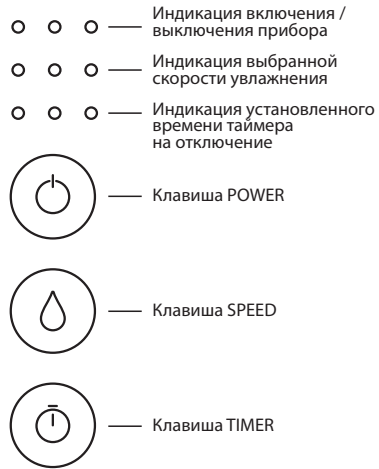 Индикация включения /
выключения прибора
Индикация выбранной
скорости увлажнения
Индикация установленного
времени таймера
на отключение
Клавиша POWER
Клавиша SPEED
Клавиша TIMER